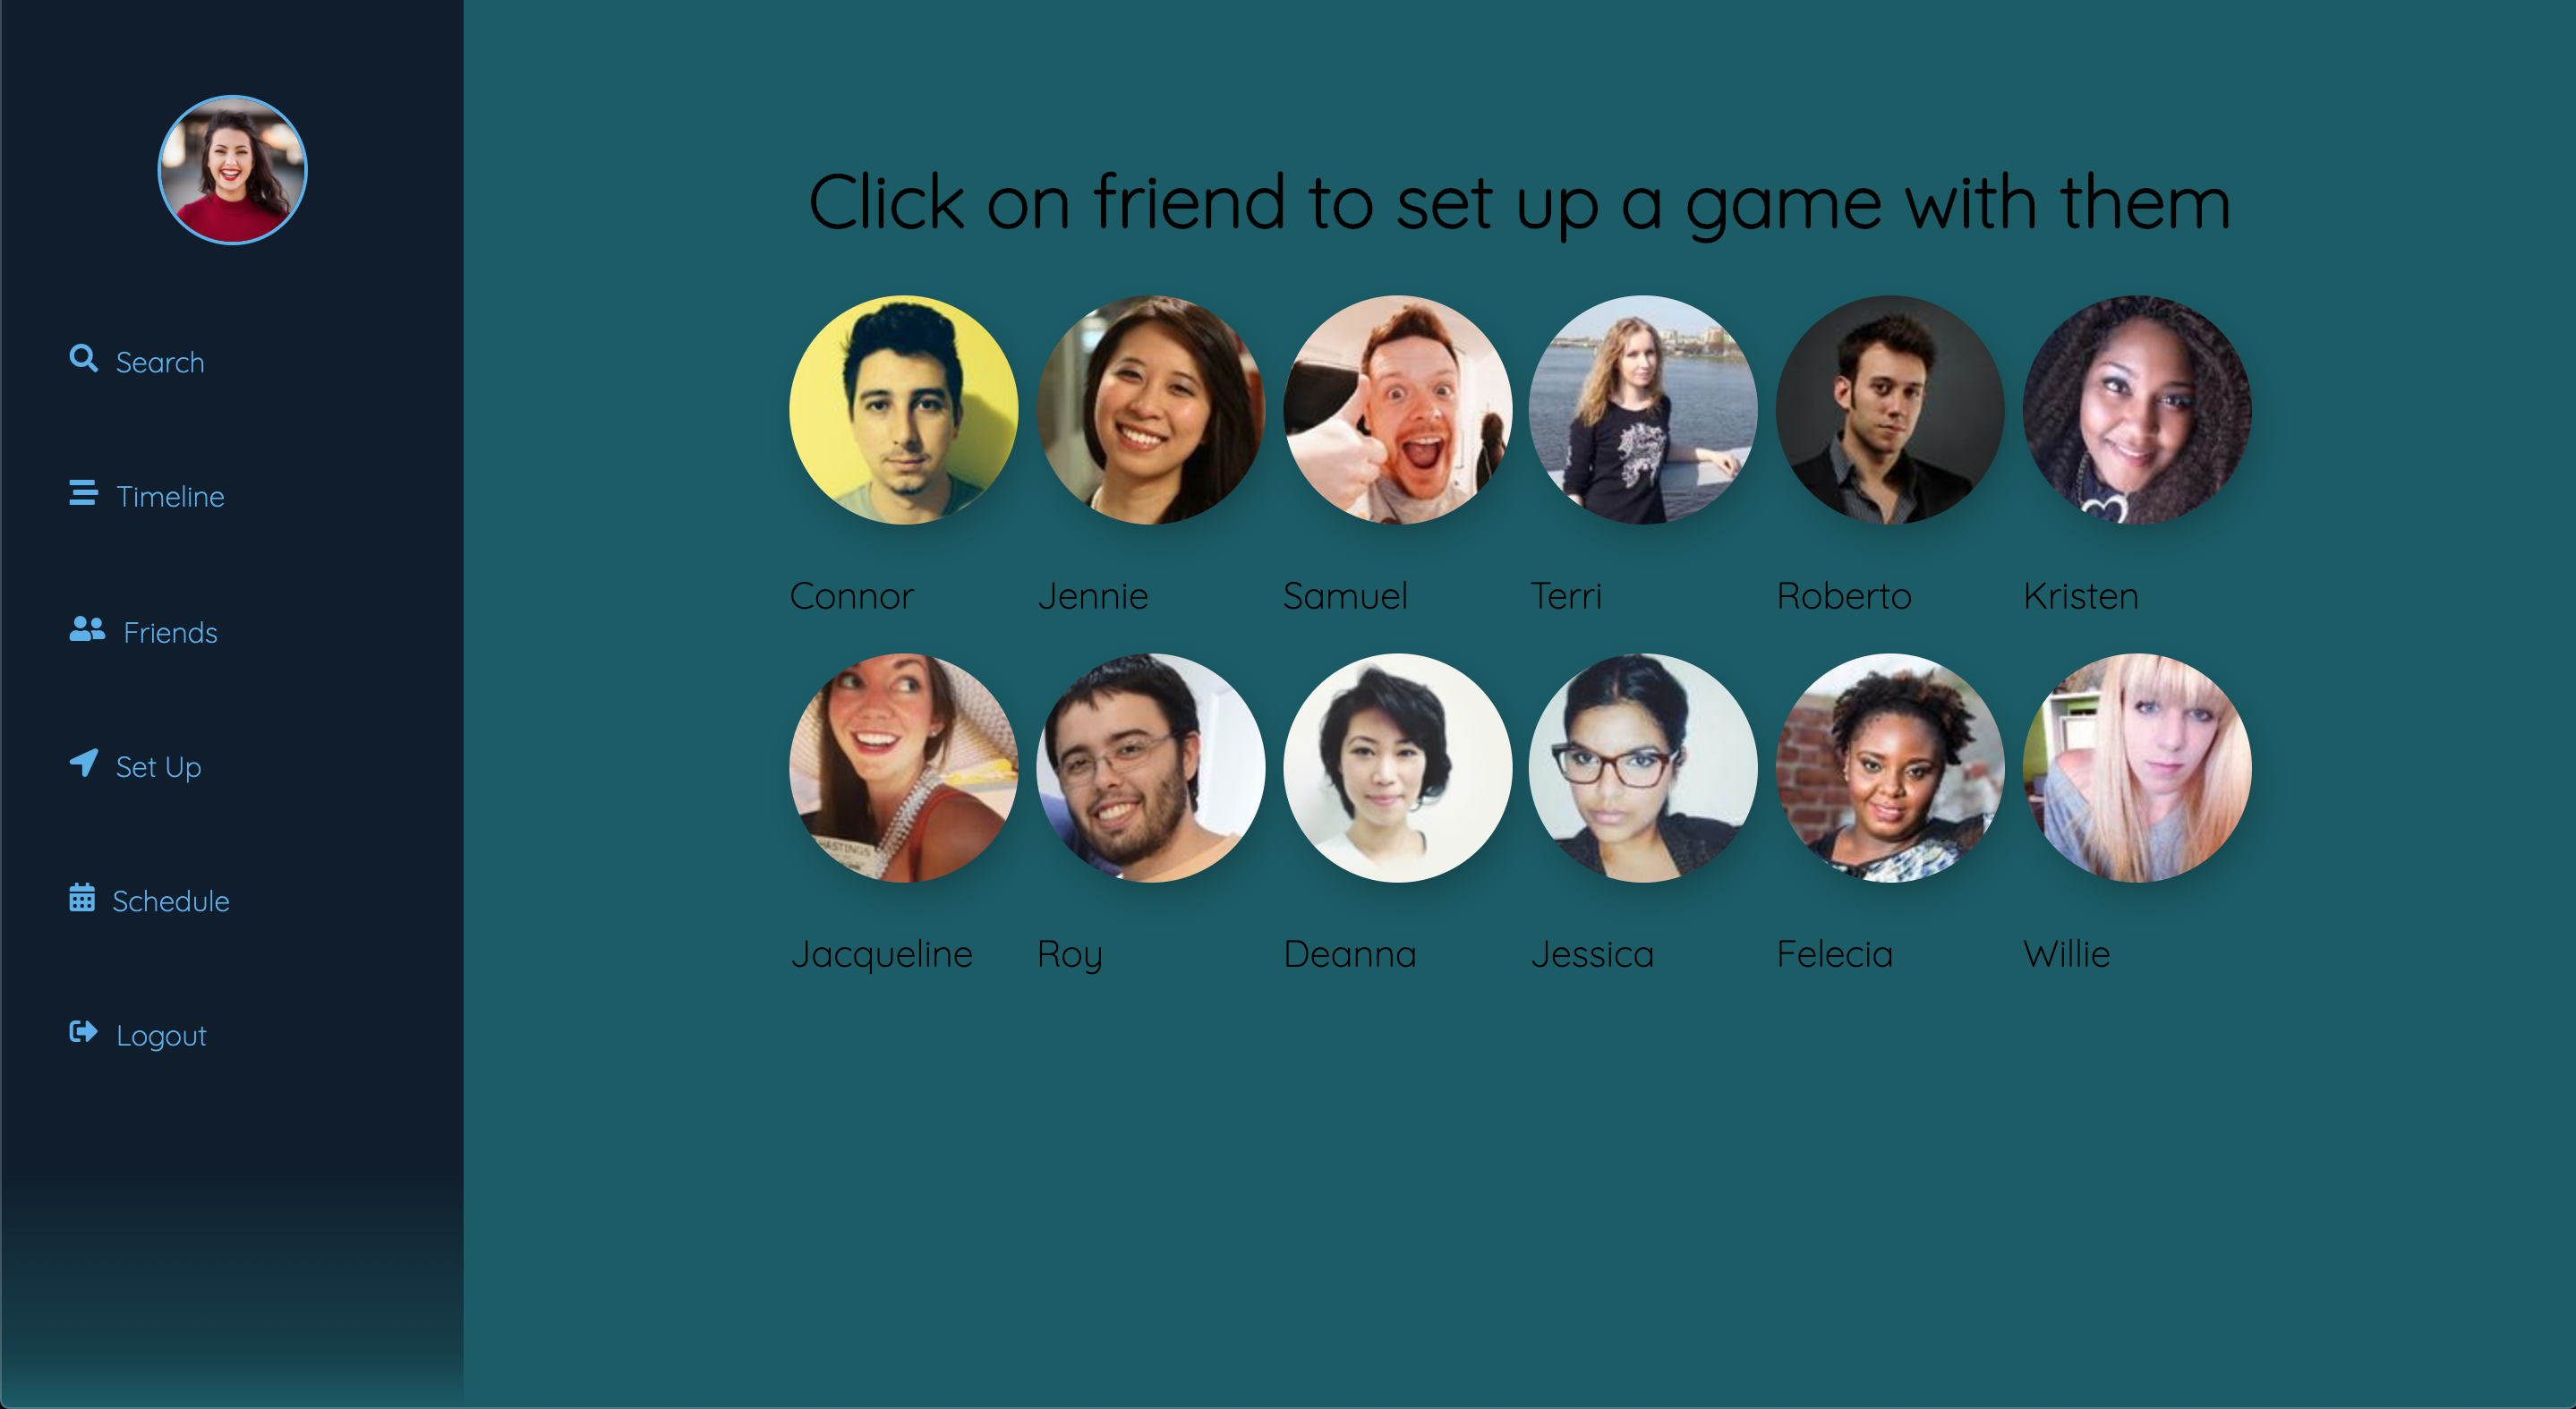 Search
Timeline
Friends
Set Up
Schedule
Logout
Click on friend to set up a game with them
Connor
Jennie
Samuel
Terri
Roberto
Kristen
HASTINGS
Jacqueline
Roy
Deanna
Jessica
Felecia
Willie